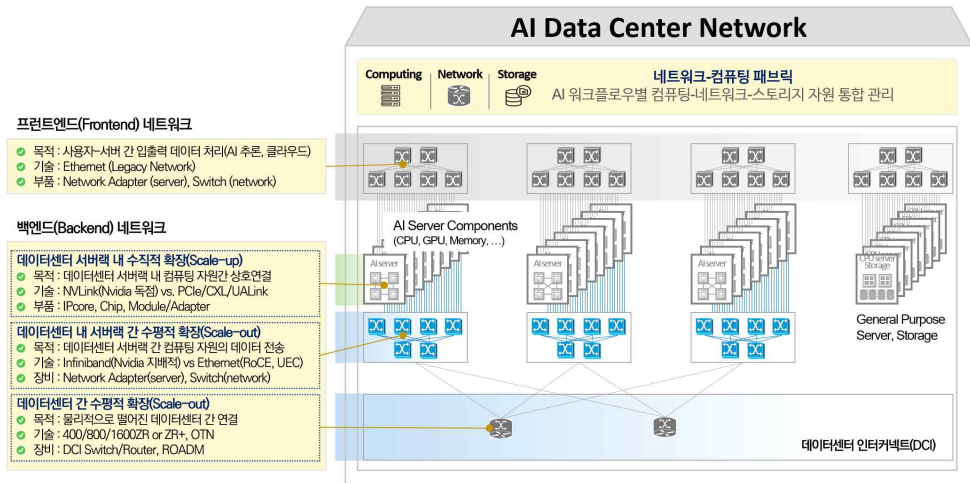 AI Data Center Network
Computing
Network
Storage
네트워크-컴퓨팅 패브릭
AI 워크플로우별 컴퓨팅-네트워크-스토리지 자원 통합 관리
프런트엔드(Frontend) 네트워크
목적 : 사용자-서버 간 입출력 데이터 처리(AI 추론, 클라우드)
기술 : Ethernet (Legacy Network)
부품 : Network Adapter (server), Switch (network)
백엔드(Backend) 네트워크
데이터센터 서버랙 내 수직적 확장(Scale-up)
목적 : 데이터센터 서버랙 내 컴퓨팅 자원간 상호연결
기술 : NVLink(Nvidia 독점) vs. PCIe/CXL/UALink
부품 : IPcore, Chip, Module/Adapter
데이터센터 내 서버랙 간 수평적 확장(Scale-out)
목적 : 데이터센터 서버랙 간 컴퓨팅 자원의 데이터 전송
기술 : Infiniband(Nvidia 지배적) vs Ethernet(RoCE, UEC)
장비 : Network Adapter(server), Switch(network)
데이터센터 간 수평적 확장(Scale-out)
목적 : 물리적으로 떨어진 데이터센터 간 연결
기술 : 400/800/1600ZR or ZR+, OTN
장비 : DCI Switch/Router, ROADM
AI Server Components
(CPU, GPU, Memory, …)
AI server
AI server
AI server
CPU server
Storage
General Purpose
Server, Storage
데이터센터 인터커넥트(DCI)